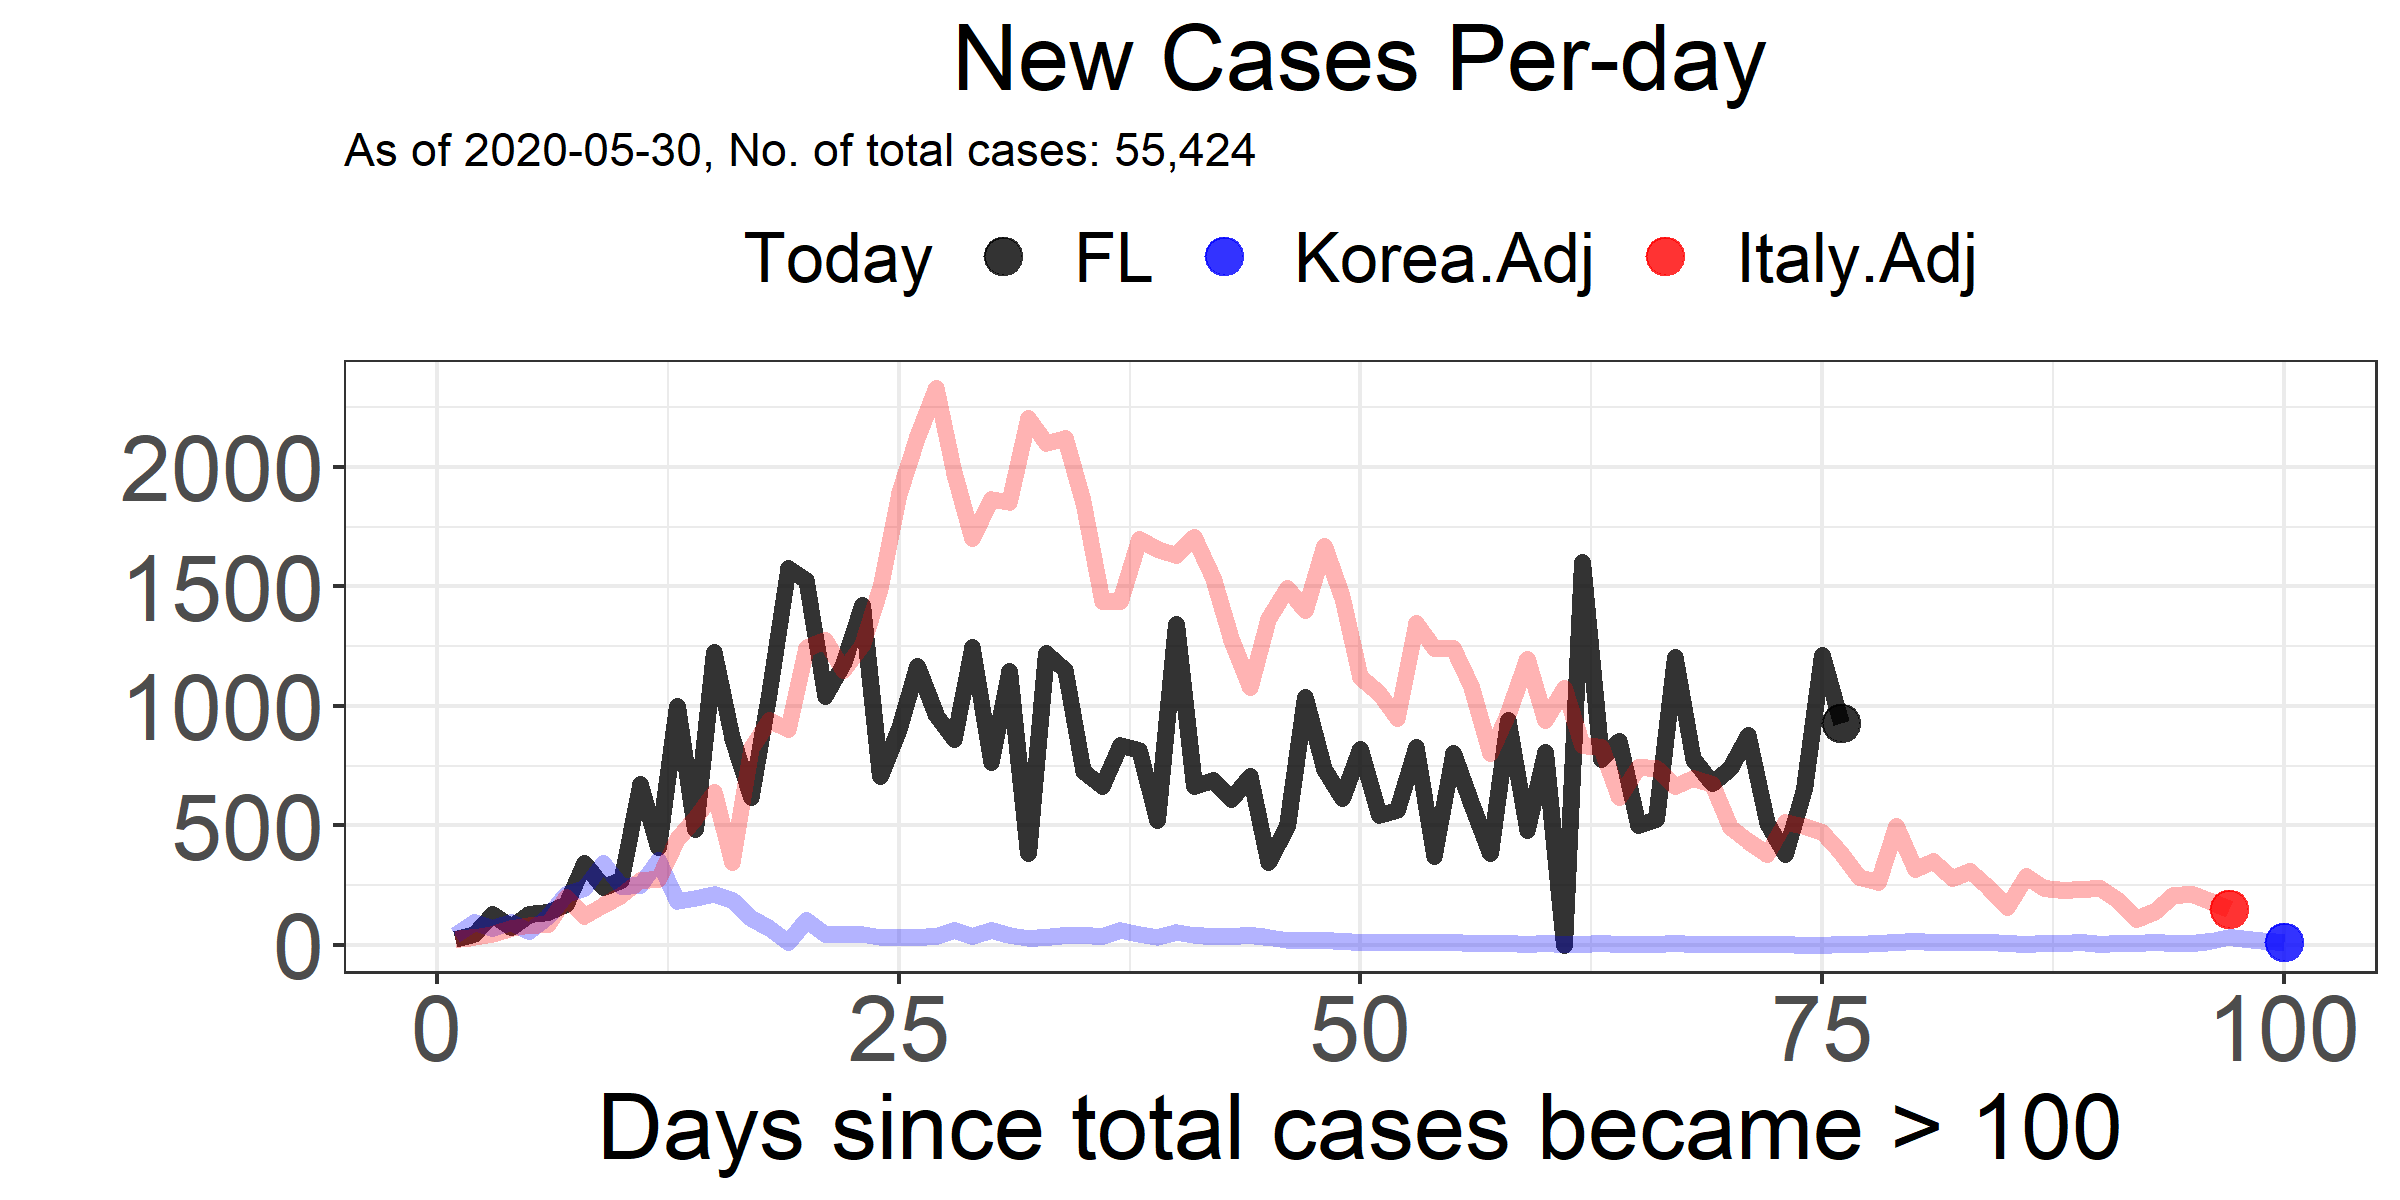 New Cases Per-day
As of 2020-05-30, No. of total cases: 55,424
Today FL Korea.Adj Italy.Adj
2000
1500
1000
500
0
0 25 50 75 100
Days since total cases became > 100